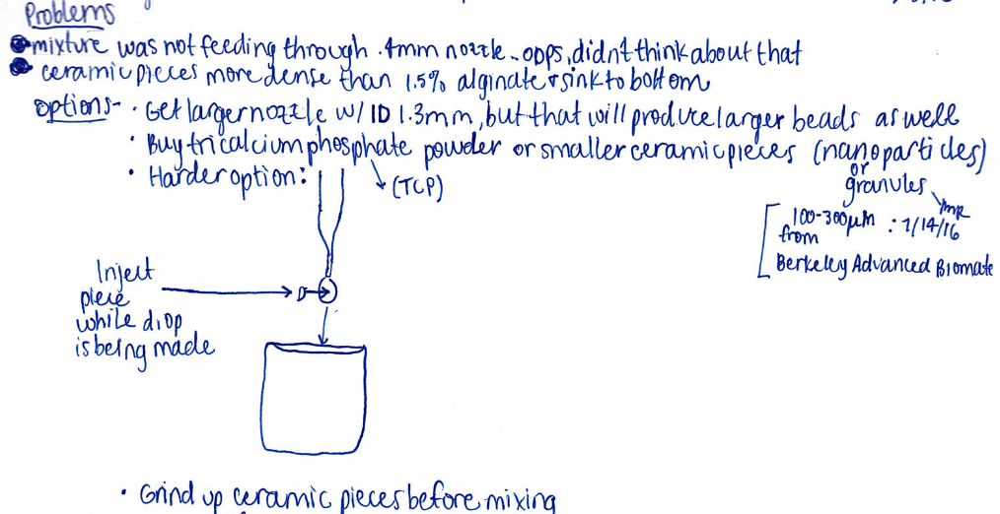 Problems
mixture was not feeding through .4mm nozzle - opps, didn't think about that
ceramic pieces more dense than 1.5% alginate & sink to bottom
options - · Get larger nozzle w/ ID 1.3mm, but that will produce larger beads as well
· Buy tricalcium phosphate powder or smaller ceramic pieces (nanoparticles)
or
granules
· Harder option:
(TCP)
100-300µm : 7/14/16
from
Berkeley Advanced Biomate
Inject
piece
while drop
is being made
· Grind up ceramic pieces before mixing